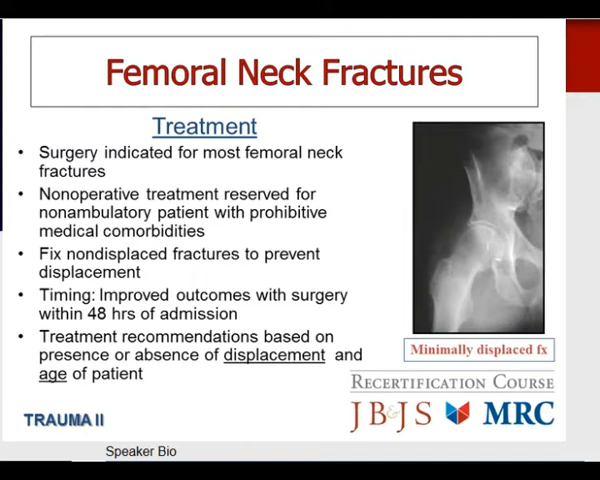 Femoral Neck Fractures
Treatment
• Surgery indicated for most femoral neck
fractures
• Nonoperative treatment reserved for
nonambulatory patient with prohibitive
medical comorbidities
• Fix nondisplaced fractures to prevent
displacement
• Timing: Improved outcomes with surgery
within 48 hrs of admission
• Treatment recommendations based on
presence or absence of displacement and
age of patient
Minimally displaced fx
RECERTIFICATION COURSE
JB&JS MRC
TRAUMA II
Speaker Bio